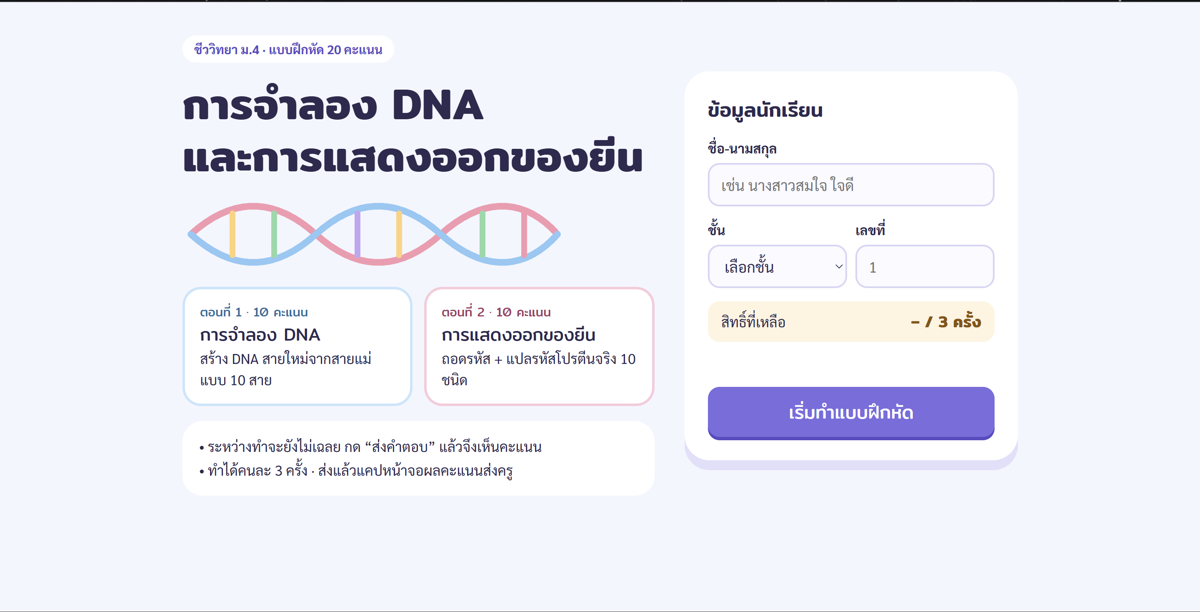 ชีววิทยา ม.4 · แบบฝึกหัด 20 คะแนน
การจำลอง DNA
และการแสดงออกของยีน
ตอนที่ 1 · 10 คะแนน
การจำลอง DNA
สร้าง DNA สายใหม่จากสายแม่
แบบ 10 สาย
ตอนที่ 2 · 10 คะแนน
การแสดงออกของยีน
ถอดรหัส + แปลรหัสโปรตีนจริง 10
ชนิด
• ระหว่างทำจะยังไม่เฉลย กด “ส่งคำตอบ” แล้วจึงเห็นคะแนน
• ทำได้คนละ 3 ครั้ง · ส่งแล้วแคปหน้าจอผลคะแนนส่งครู
ข้อมูลนักเรียน
ชื่อ-นามสกุล
เช่น นางสาวสมใจ ใจดี
ชั้น
เลขที่
เลือกชั้น
1
สิทธิ์ที่เหลือ
– / 3 ครั้ง
เริ่มทำแบบฝึกหัด